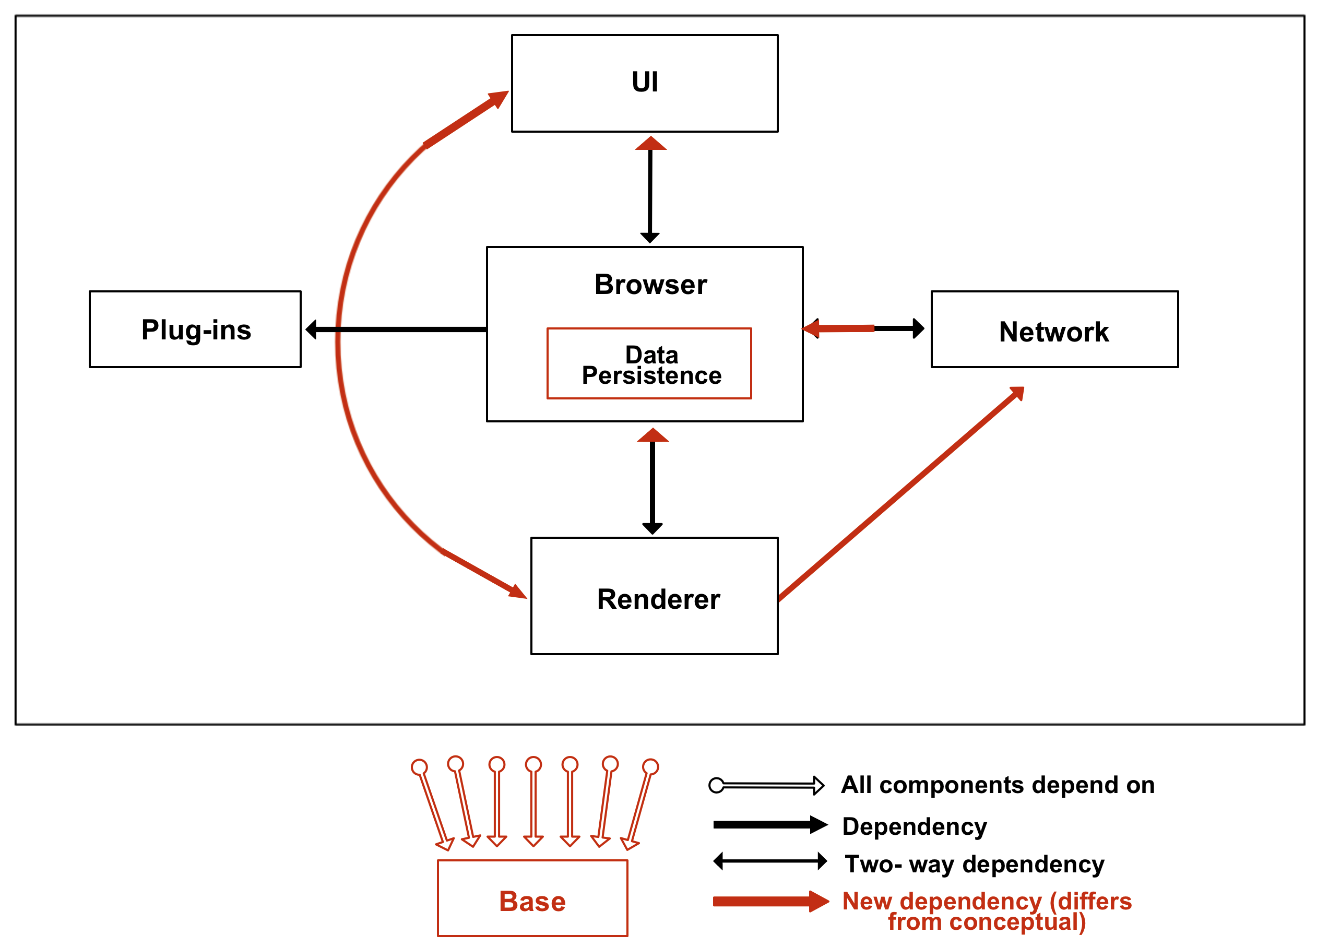 UI
Browser
Plug-ins
Network
Data
Persistence
Renderer
All components depend on
Dependency
Two- way dependency
Base
New dependency (differs
from conceptual)